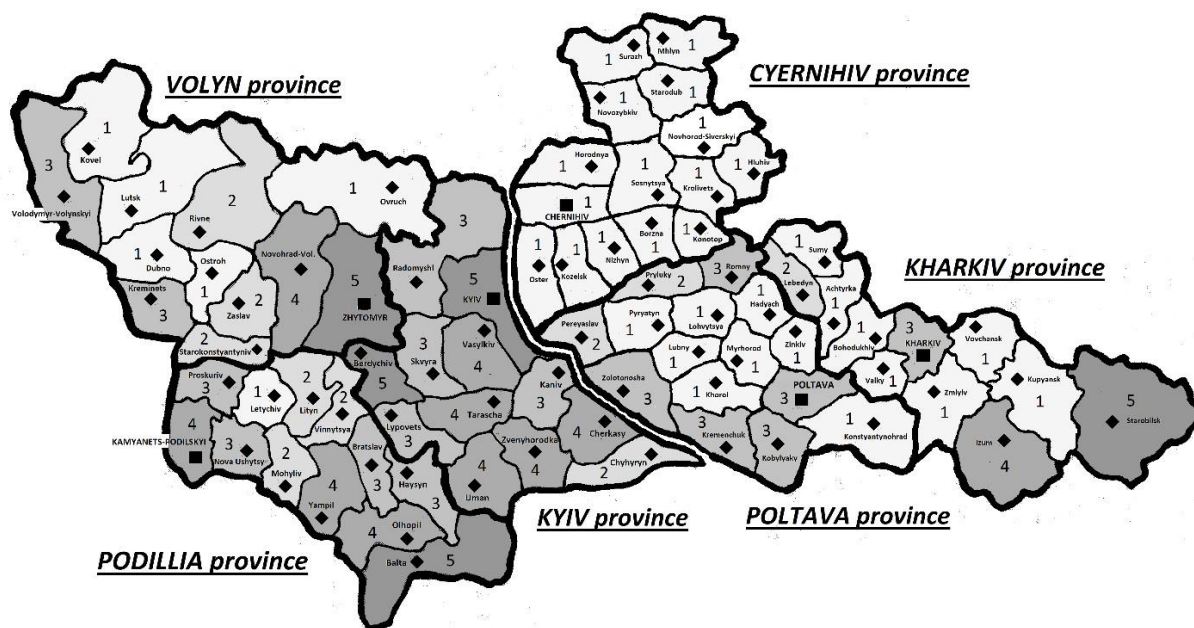 VOLYN province
CYERNIHIV province
KHARKIV province
POLTAVA province
KYIV province
PODILLIA province
1
Kovel
3
Volodymyr-Volynskyi
1
Lutsk
2
Rivne
1
Ovruch
1
Dubno
Ostroh
1
Kreminets
3
2
Zaslav
Novohrad-Vol.
4
5
ZHYTOMYR
2
Starokonstyantyniv
3
Radomyshl
5
KYIV
Vasylkiv
4
3
Skvyra
Berdychiv
5
Lypovets
3
4
Tarascha
Kaniv
3
Zvenyhorodka
4
4
Cherkasy
4
Uman
Chyhyryn
2
Proskuriv
3
1
Letychiv
2
Lityn
2
Vinnytsya
4
KAMYANETS-PODILSKYI
3
Nova Ushytsy
2
Mohyliv
4
Yampil
Bratslav
3
Haysyn
3
4
Olhopil
Balta
5
1
Surazh
Mhlyn
1
Starodub
1
1
Novozybkiv
1
Novhorod-Siverskyi
1
Hluhiv
1
Horodnya
1
Sosnytsya
1
Krolivets
CHERNIHIV
1
1
Oster
1
Kozelsk
1
Nizhyn
Borzna
1
1
Konotop
Pryluky
2
3
Romny
Pereyaslav
2
Pyryatyn
1
1
Lohvytsya
Hadyach
1
Zinkiv
1
Lubny
1
Myrhorod
1
1
Khorol
Zolotonosha
3
POLTAVA
3
3
Kremenchuk
3
Kobylyaky
1
Konstyantynohrad
1
Sumy
2
Lebedyn
Achtyrka
1
1
Bohodukhiv
3
KHARKIV
Valky
1
Vovchansk
1
Zmiyiv
1
Kupyansk
1
Izum
4
5
Starobilsk